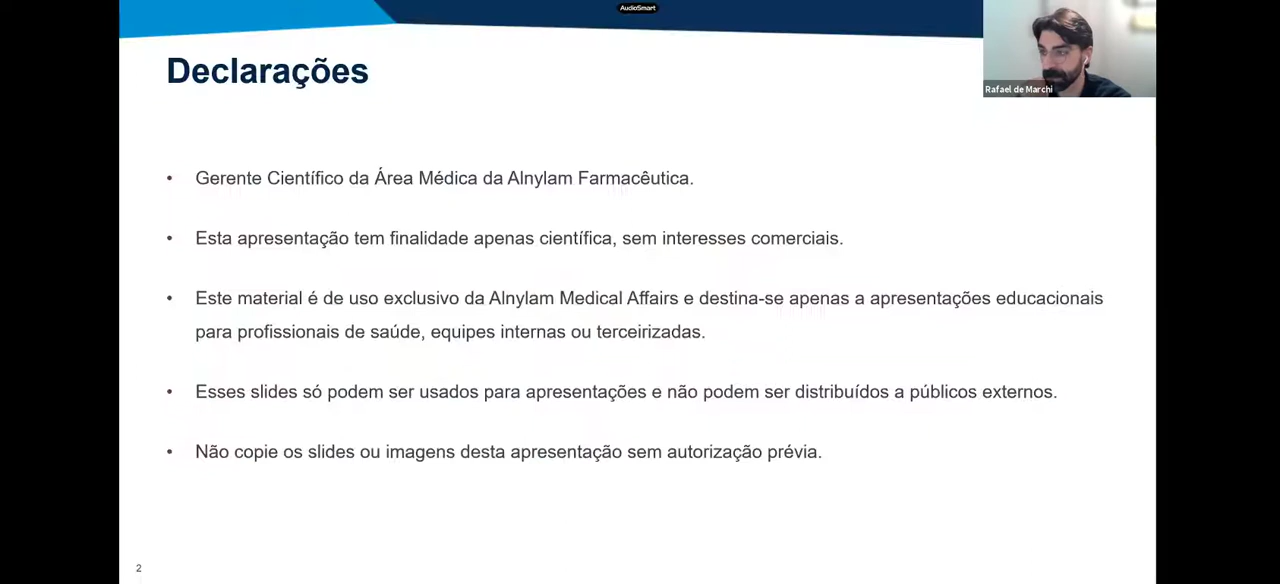 AudioSmart
Declarações
Rafael de Marchi
• Gerente Científico da Área Médica da Alnylam Farmacêutica.
• Esta apresentação tem finalidade apenas científica, sem interesses comerciais.
• Este material é de uso exclusivo da Alnylam Medical Affairs e destina-se apenas a apresentações educacionais
para profissionais de saúde, equipes internas ou terceirizadas.
• Esses slides só podem ser usados para apresentações e não podem ser distribuídos a públicos externos.
• Não copie os slides ou imagens desta apresentação sem autorização prévia.
2